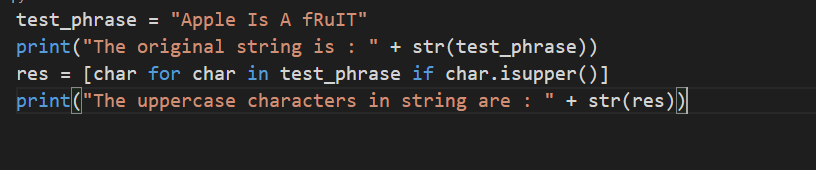 test_phrase = "Apple Is A fRuIT"
print("The original string is : " + str(test_phrase))
res = [char for char in test_phrase if char.isupper()]
print("The uppercase characters in string are : " + str(res))